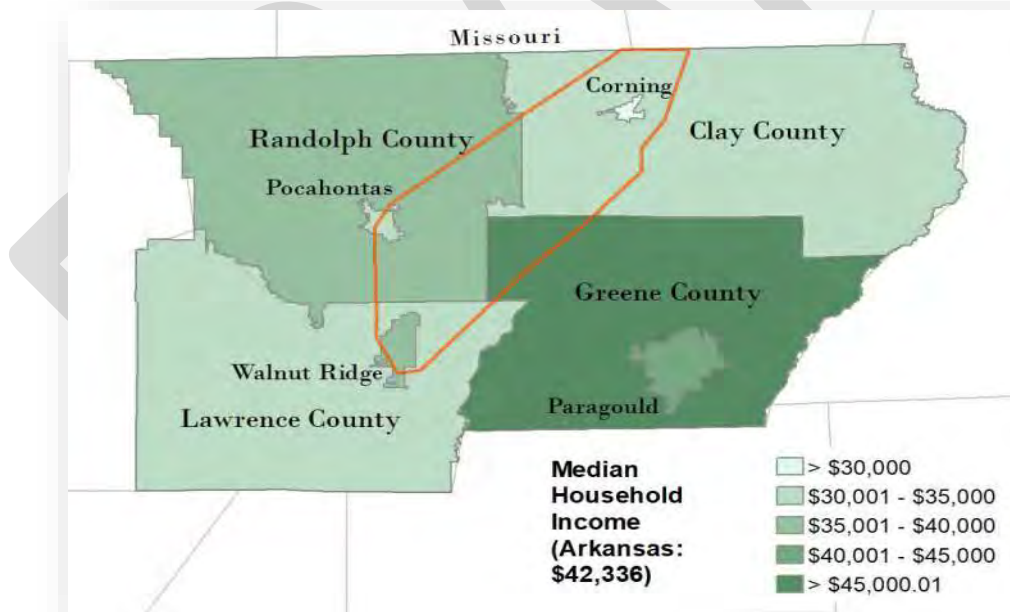 Missouri
Corning
Randolph County
Clay County
Pocahontas
Greene County
Walnut Ridge
Paragould
Lawrence County
Median
Household
Income
(Arkansas:
$42,336)
> $30,000
$30,001 - $35,000
$35,001 - $40,000
$40,001 - $45,000
> $45,000.01